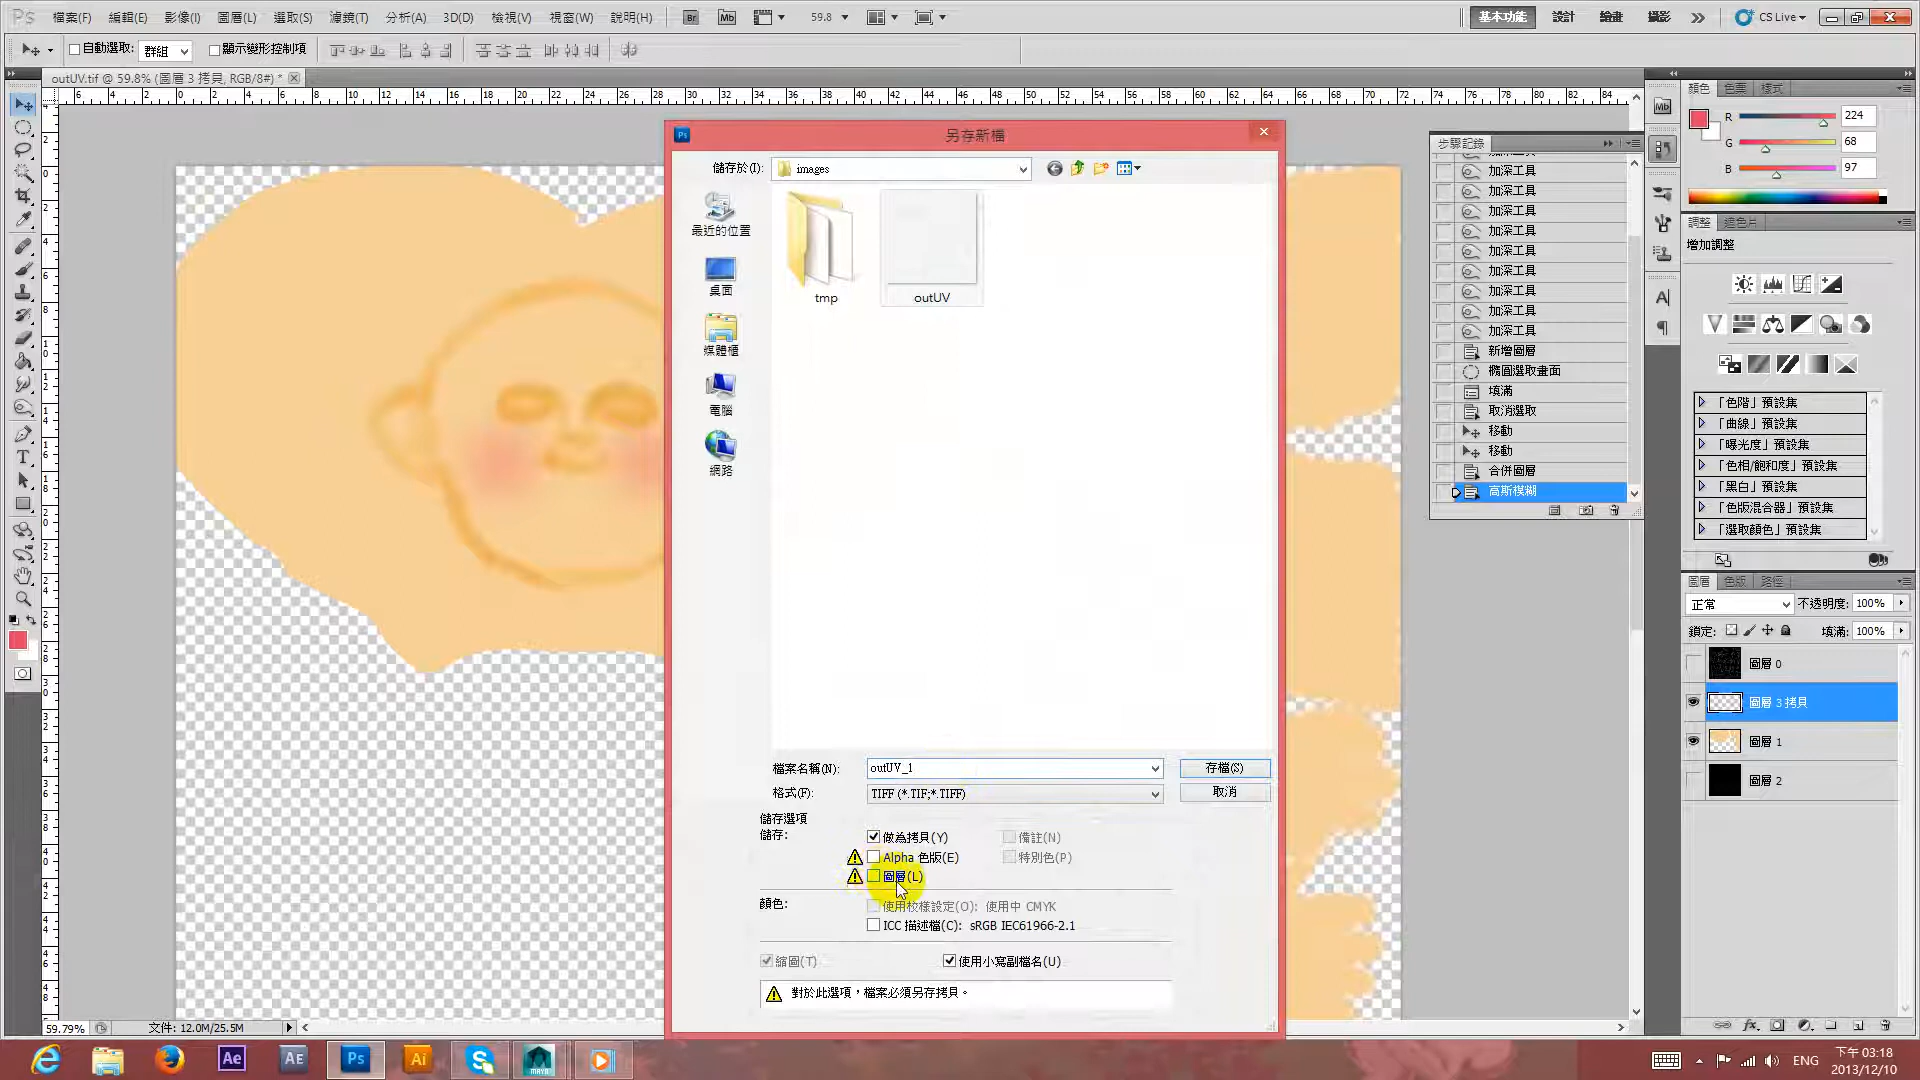 檔案(F) 編輯(E) 影像(I) 圖層(L) 選取(S) 濾鏡(T) 分析(A) 3D(D) 檢視(V) 視窗(W) 說明(H) Br Mb 59.8 基本功能 設計 繪畫 攝影 CS Live
自動選取: 群組 顯示變形控制項
outUV.tif @ 59.8% (圖層 3 拷貝, RGB/8#) *
另存新檔
儲存於(I): images
最近的位置
桌面
媒體櫃
電腦
網路
tmp
outUV
檔案名稱(N): outUV_1 存檔(S)
格式(F): TIFF (*.TIF;*.TIFF) 取消
儲存選項
儲存: 做為拷貝(Y) 備註(N)
Alpha 色版(E) 特別色(P)
圖層(L)
顏色: 使用校樣設定(O): 使用中 CMYK
ICC 描述檔(C): sRGB IEC61966-2.1
縮圖(T) 使用小寫副檔名(U)
對於此選項，檔案必須另存拷貝。
步驟記錄
加深工具
加深工具
加深工具
加深工具
加深工具
加深工具
加深工具
加深工具
加深工具
新增圖層
橢圓選取畫面
填滿
取消選取
移動
移動
合併圖層
高斯模糊
顏色 色票 樣式
R 224
G 68
B 97
調整 遮色片
增加調整
「色階」預設集
「曲線」預設集
「曝光度」預設集
「色相/飽和度」預設集
「黑白」預設集
「色版混合器」預設集
「選取顏色」預設集
圖層 色版 路徑
正常 不透明度: 100%
鎖定: 填滿: 100%
圖層 0
圖層 3 拷貝
圖層 1
圖層 2
59.79% 文件: 12.0M/25.5M
Ae AE Ps Ai ENG 下午 03:18
2013/12/10